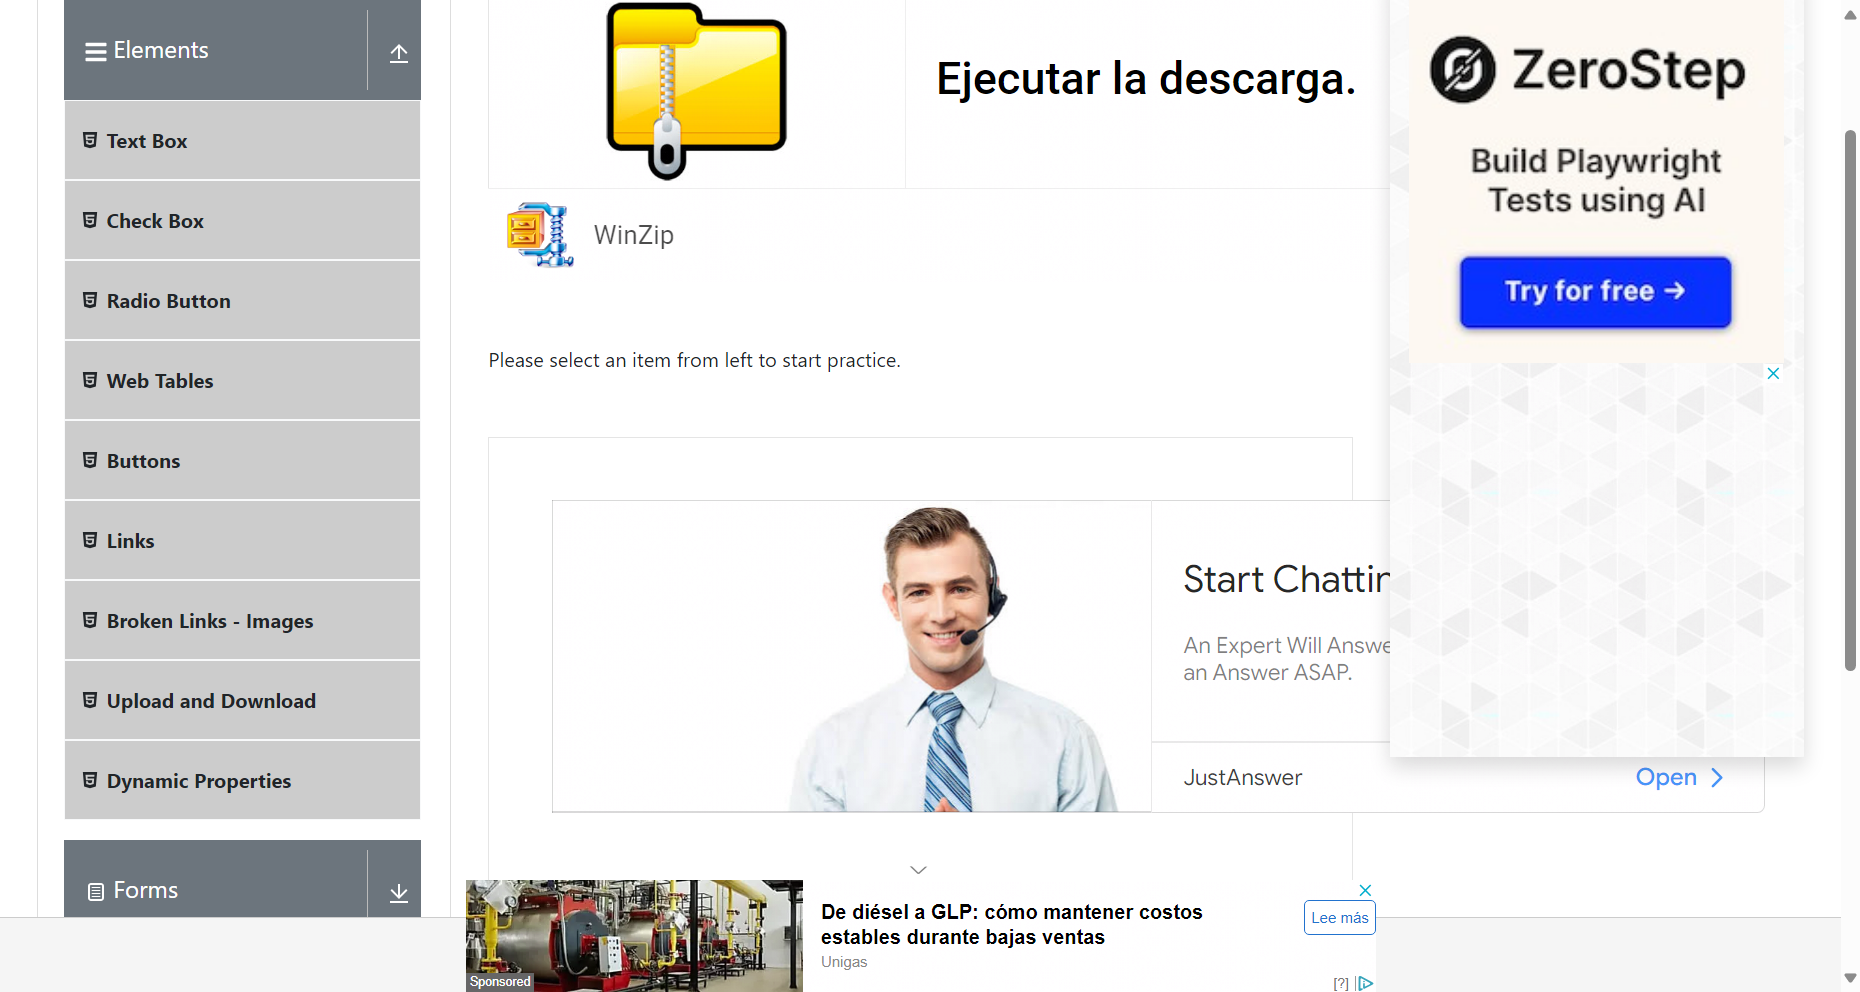 Elements
Text Box
Check Box
Radio Button
Web Tables
Buttons
Links
Broken Links - Images
Upload and Download
Dynamic Properties
Forms
Ejecutar la descarga.
WinZip
Please select an item from left to start practice.
Start Chattin
An Expert Will Answe
an Answer ASAP.
JustAnswer
Open
ZeroStep
Build Playwright
Tests using AI
Try for free →
De diésel a GLP: cómo mantener costos
estables durante bajas ventas
Unigas
Lee más
Sponsored
[?]